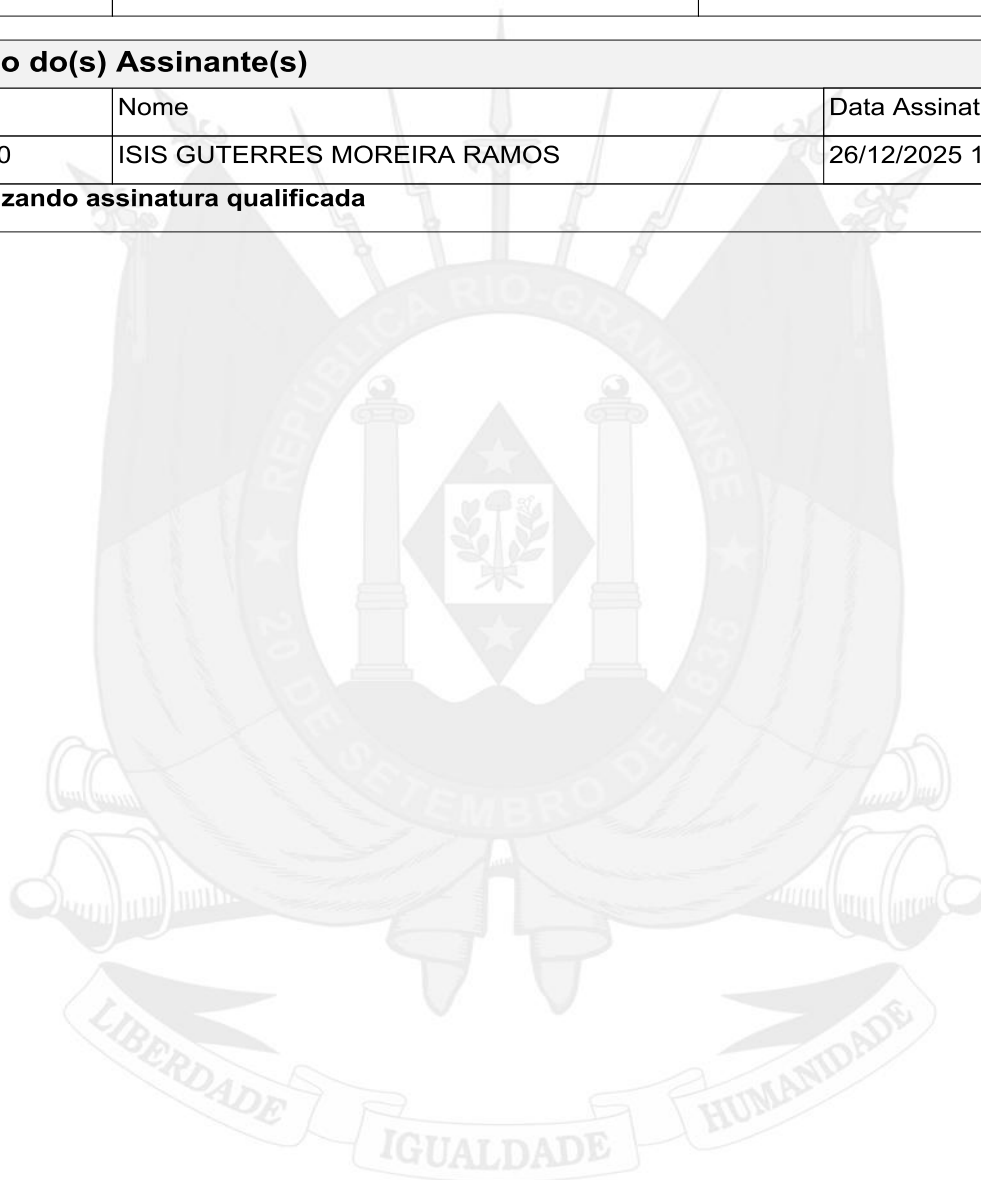 o do(s) Assinante(s)
Nome Data Assinat
0 ISIS GUTERRES MOREIRA RAMOS 26/12/2025 1
zando assinatura qualificada
REPÚBLICA RIO-GRANDENSE
20 DE SETEMBRO DE 1835
LIBERDADE IGUALDADE HUMANIDADE